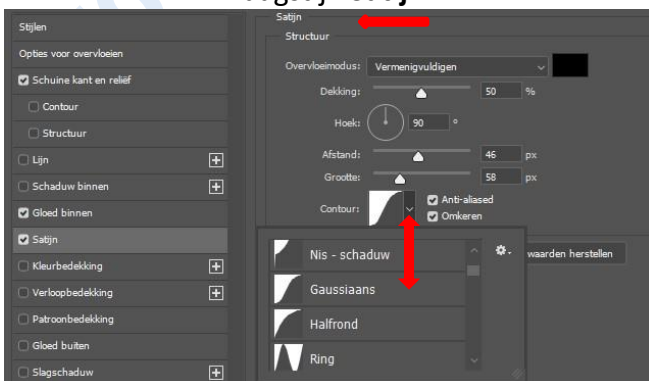 Satijn
Stijlen
Structuur
Opties voor overvloeien
Overvloeimodus: Vermenigvuldigen
Schuine kant en reliëf
Dekking: 50 %
Contour
Hoek: 90 °
Structuur
Lijn
Afstand: 46 px
Schaduw binnen
Grootte: 58 px
Gloed binnen
Contour: Anti-aliased
Omkeren
Satijn
Nis - schaduw
waarden herstellen
Kleurbedekking
Verloopbedekking
Gaussiaans
Patroonbedekking
Halfrond
Gloed buiten
Ring
Slagschaduw